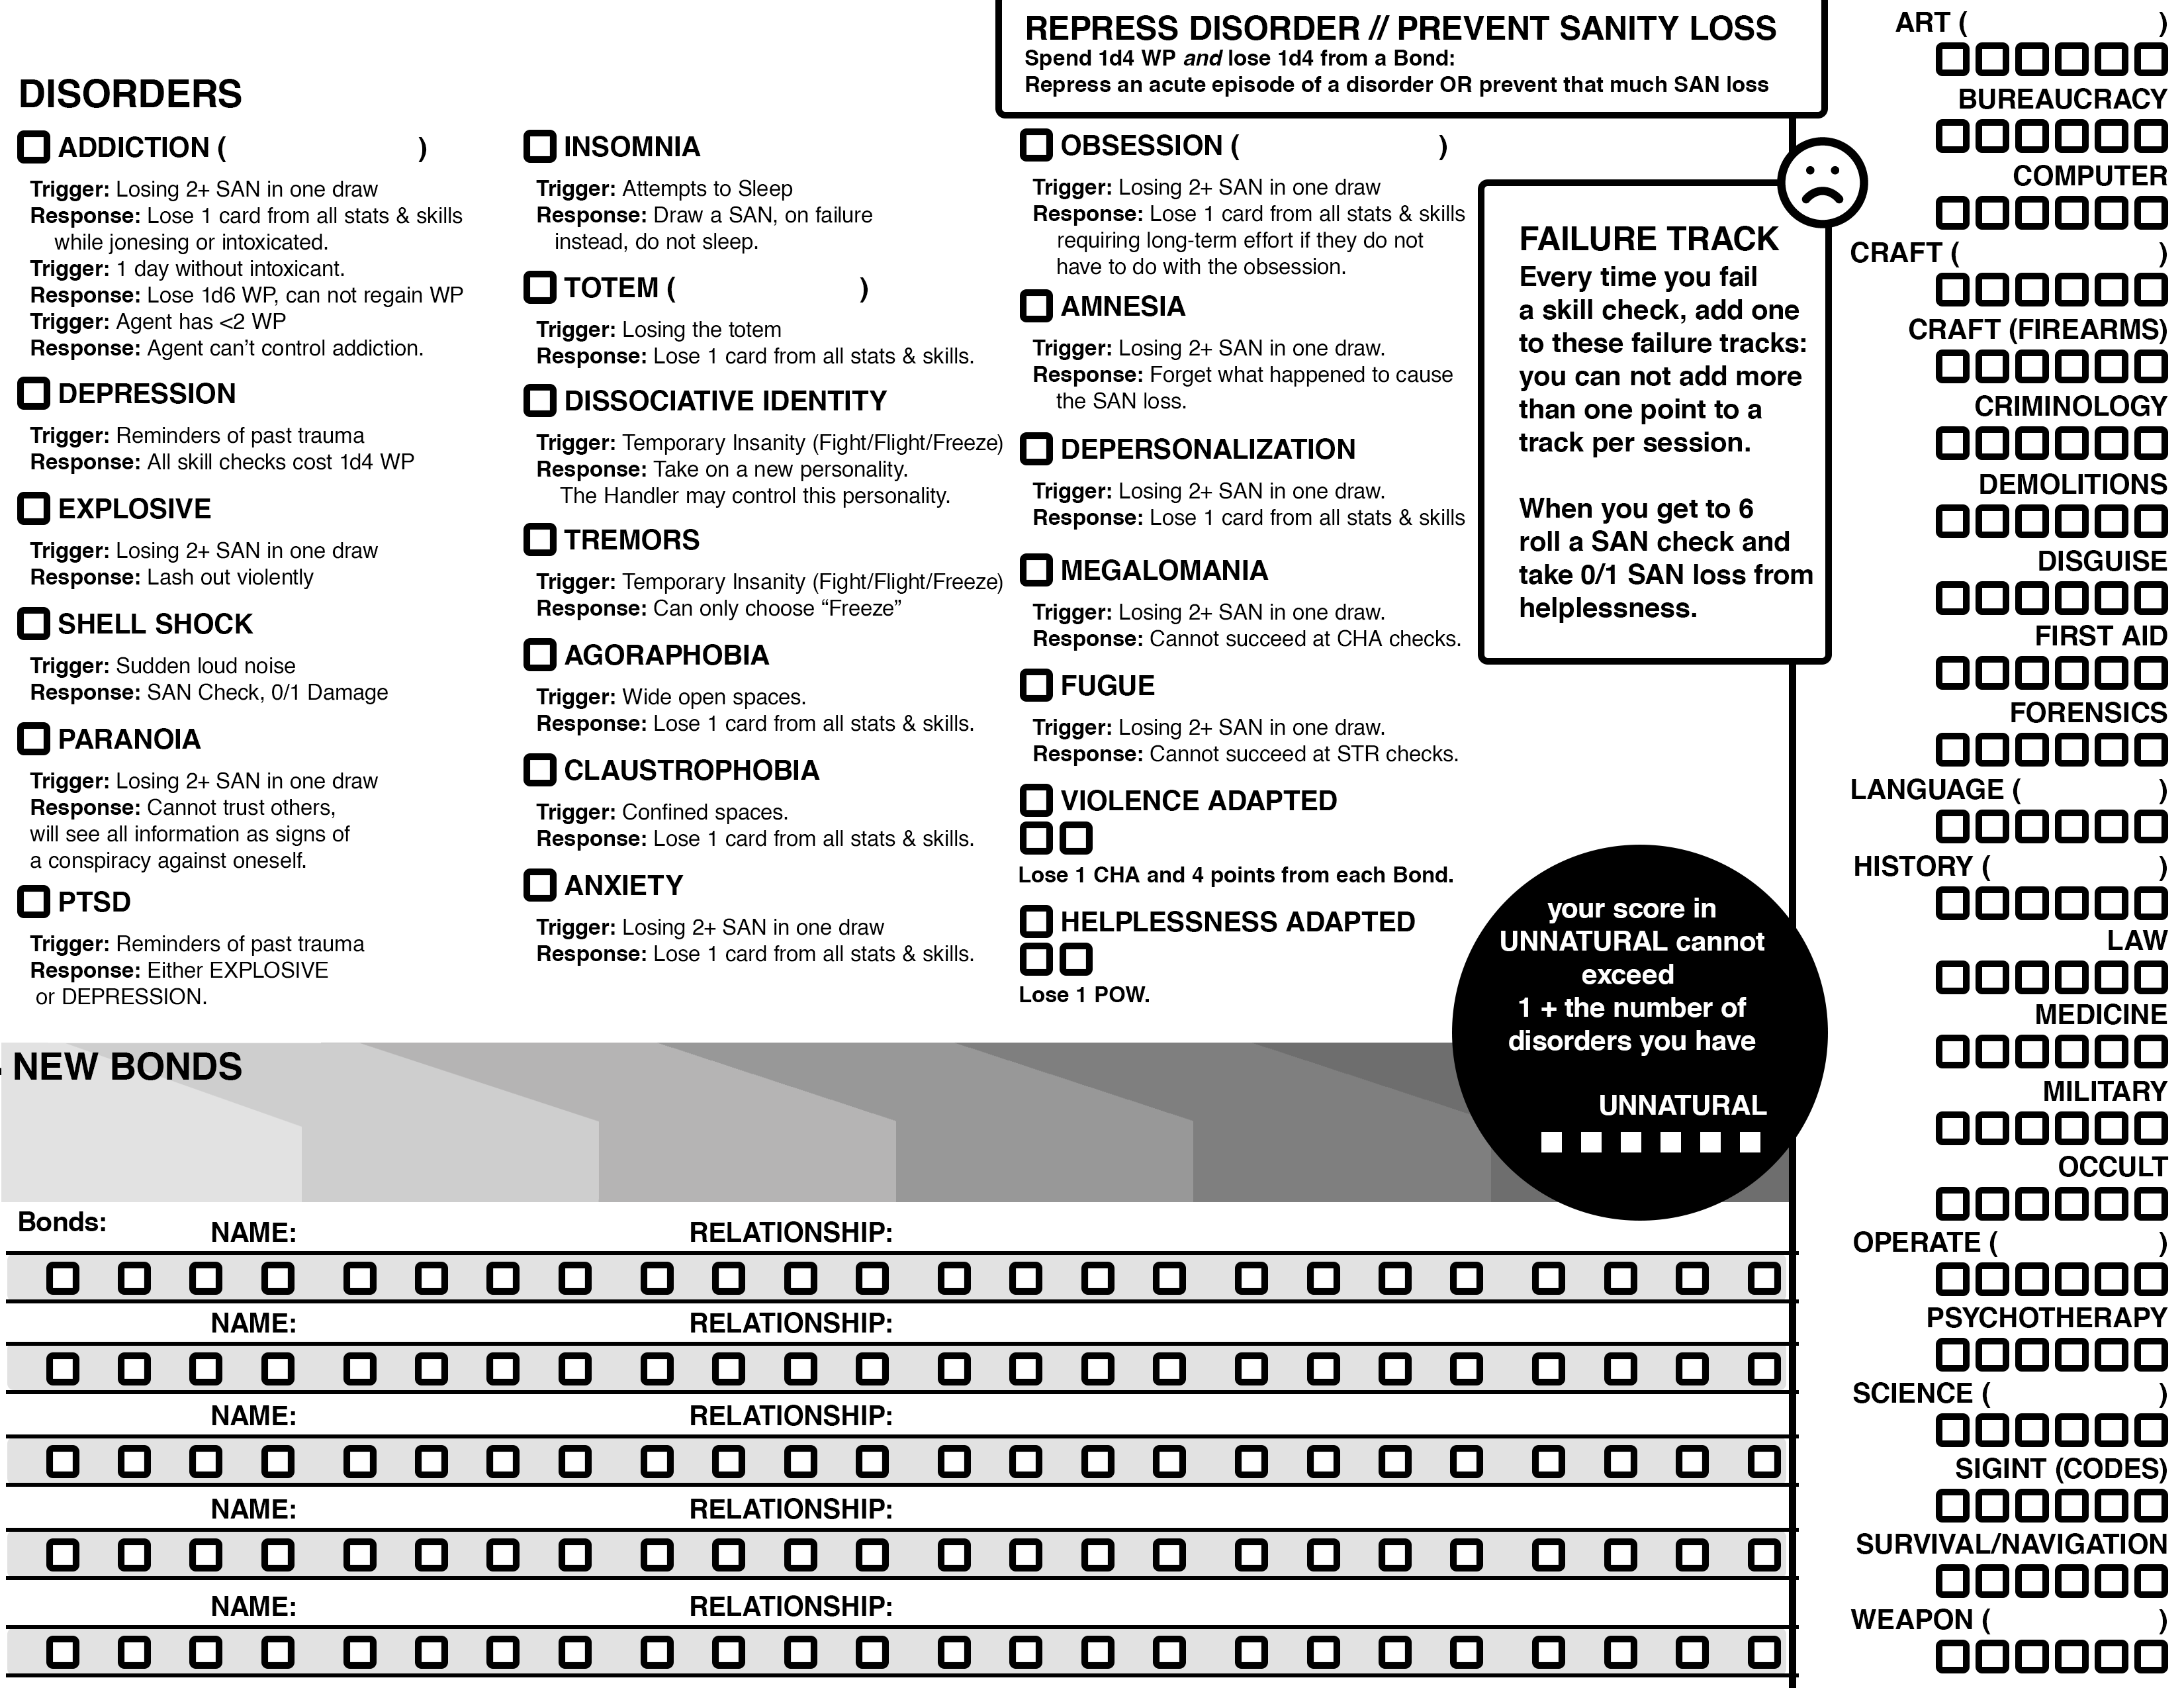 REPRESS DISORDER // PREVENT SANITY LOSS
Spend 1d4 WP and lose 1d4 from a Bond:
Repress an acute episode of a disorder OR prevent that much SAN loss
DISORDERS
ADDICTION ( )
Trigger: Losing 2+ SAN in one draw
Response: Lose 1 card from all stats & skills
while jonesing or intoxicated.
Trigger: 1 day without intoxicant.
Response: Lose 1d6 WP, can not regain WP
Trigger: Agent has <2 WP
Response: Agent can't control addiction.
DEPRESSION
Trigger: Reminders of past trauma
Response: All skill checks cost 1d4 WP
EXPLOSIVE
Trigger: Losing 2+ SAN in one draw
Response: Lash out violently
SHELL SHOCK
Trigger: Sudden loud noise
Response: SAN Check, 0/1 Damage
PARANOIA
Trigger: Losing 2+ SAN in one draw
Response: Cannot trust others,
will see all information as signs of
a conspiracy against oneself.
PTSD
Trigger: Reminders of past trauma
Response: Either EXPLOSIVE
or DEPRESSION.
INSOMNIA
Trigger: Attempts to Sleep
Response: Draw a SAN, on failure
instead, do not sleep.
TOTEM ( )
Trigger: Losing the totem
Response: Lose 1 card from all stats & skills.
DISSOCIATIVE IDENTITY
Trigger: Temporary Insanity (Fight/Flight/Freeze)
Response: Take on a new personality.
The Handler may control this personality.
TREMORS
Trigger: Temporary Insanity (Fight/Flight/Freeze)
Response: Can only choose “Freeze”
AGORAPHOBIA
Trigger: Wide open spaces.
Response: Lose 1 card from all stats & skills.
CLAUSTROPHOBIA
Trigger: Confined spaces.
Response: Lose 1 card from all stats & skills.
ANXIETY
Trigger: Losing 2+ SAN in one draw
Response: Lose 1 card from all stats & skills.
OBSESSION ( )
Trigger: Losing 2+ SAN in one draw
Response: Lose 1 card from all stats & skills
requiring long-term effort if they do not
have to do with the obsession.
AMNESIA
Trigger: Losing 2+ SAN in one draw.
Response: Forget what happened to cause
the SAN loss.
DEPERSONALIZATION
Trigger: Losing 2+ SAN in one draw.
Response: Lose 1 card from all stats & skills
MEGALOMANIA
Trigger: Losing 2+ SAN in one draw.
Response: Cannot succeed at CHA checks.
FUGUE
Trigger: Losing 2+ SAN in one draw.
Response: Cannot succeed at STR checks.
VIOLENCE ADAPTED
Lose 1 CHA and 4 points from each Bond.
HELPLESSNESS ADAPTED
Lose 1 POW.
FAILURE TRACK
Every time you fail
a skill check, add one
to these failure tracks:
you can not add more
than one point to a
track per session.
When you get to 6
roll a SAN check and
take 0/1 SAN loss from
helplessness.
your score in
UNNATURAL cannot
exceed
1 + the number of
disorders you have
UNNATURAL
NEW BONDS
Bonds:
NAME: RELATIONSHIP:
NAME: RELATIONSHIP:
NAME: RELATIONSHIP:
NAME: RELATIONSHIP:
NAME: RELATIONSHIP:
ART ( )
BUREAUCRACY
COMPUTER
CRAFT ( )
CRAFT (FIREARMS)
CRIMINOLOGY
DEMOLITIONS
DISGUISE
FIRST AID
FORENSICS
LANGUAGE ( )
HISTORY ( )
LAW
MEDICINE
MILITARY
OCCULT
OPERATE ( )
PSYCHOTHERAPY
SCIENCE ( )
SIGINT (CODES)
SURVIVAL/NAVIGATION
WEAPON ( )